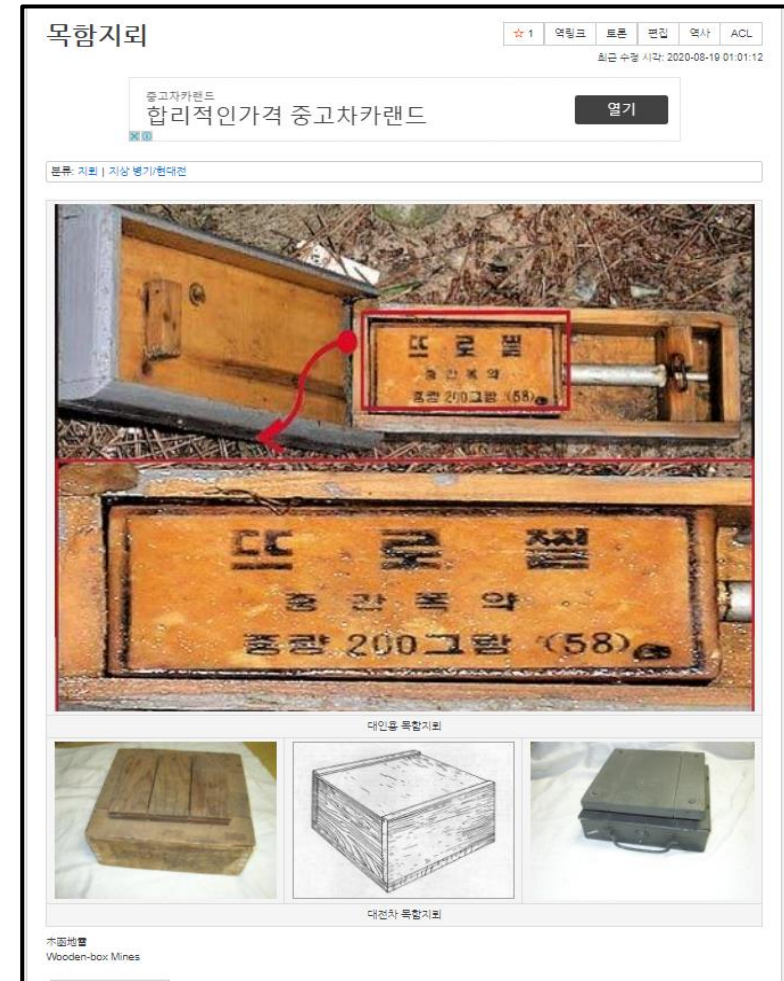 목함지뢰
☆ 1 역링크 토론 편집 역사 ACL
최근 수정 시각: 2020-08-19 01:01:12
중고자카랜드
합리적인가격 중고차카랜드
열기
분류: 지뢰 | 지상 병기/현대전
뜨로찔
중간폭약
중량 200그람 (58)
뜨로찔
중간폭약
중량 200그람 (58)
대인용 목함지뢰
대전차 목함지뢰
木函地雷
Wooden-box Mines